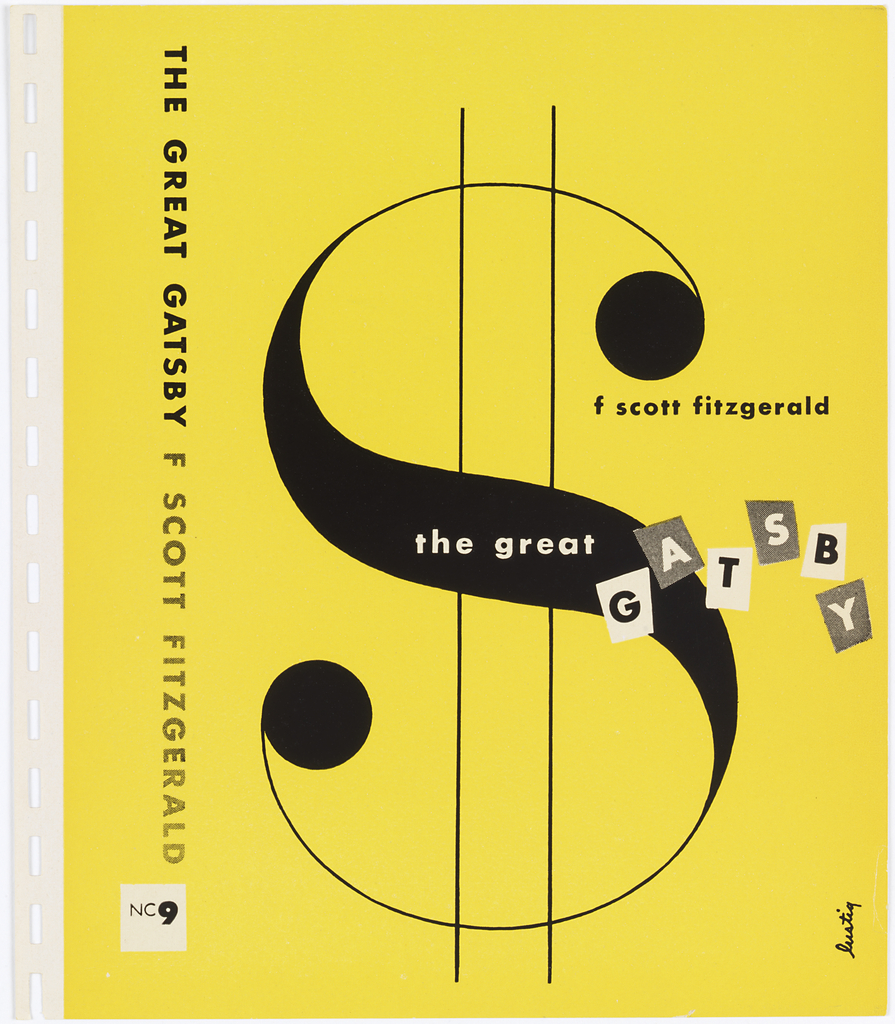 THE GREAT GATSBY F SCOTT FITZGERALD
NC9
f scott fitzgerald
the great GATSBY
lustig